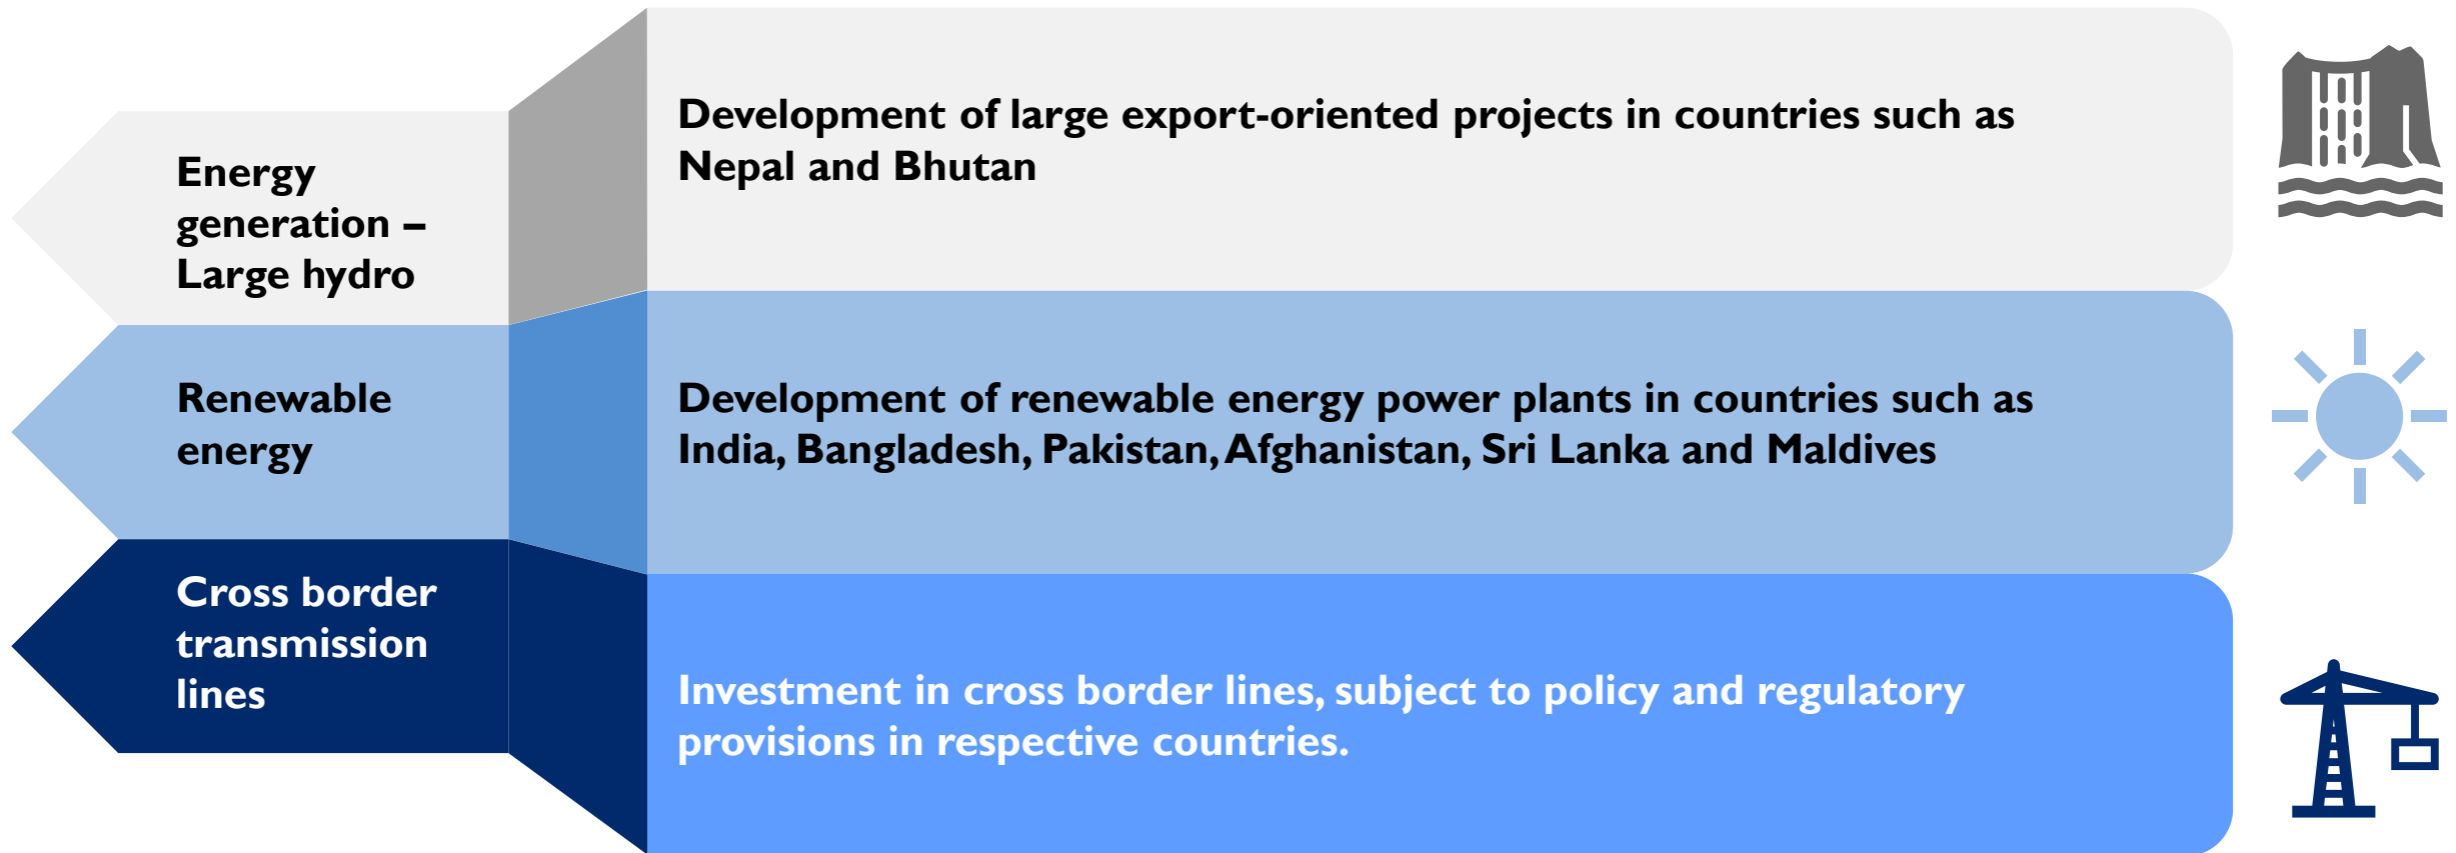 Energy
generation –
Large hydro
Development of large export-oriented projects in countries such as
Nepal and Bhutan
Renewable
energy
Development of renewable energy power plants in countries such as
India, Bangladesh, Pakistan, Afghanistan, Sri Lanka and Maldives
Cross border
transmission
lines
Investment in cross border lines, subject to policy and regulatory
provisions in respective countries.